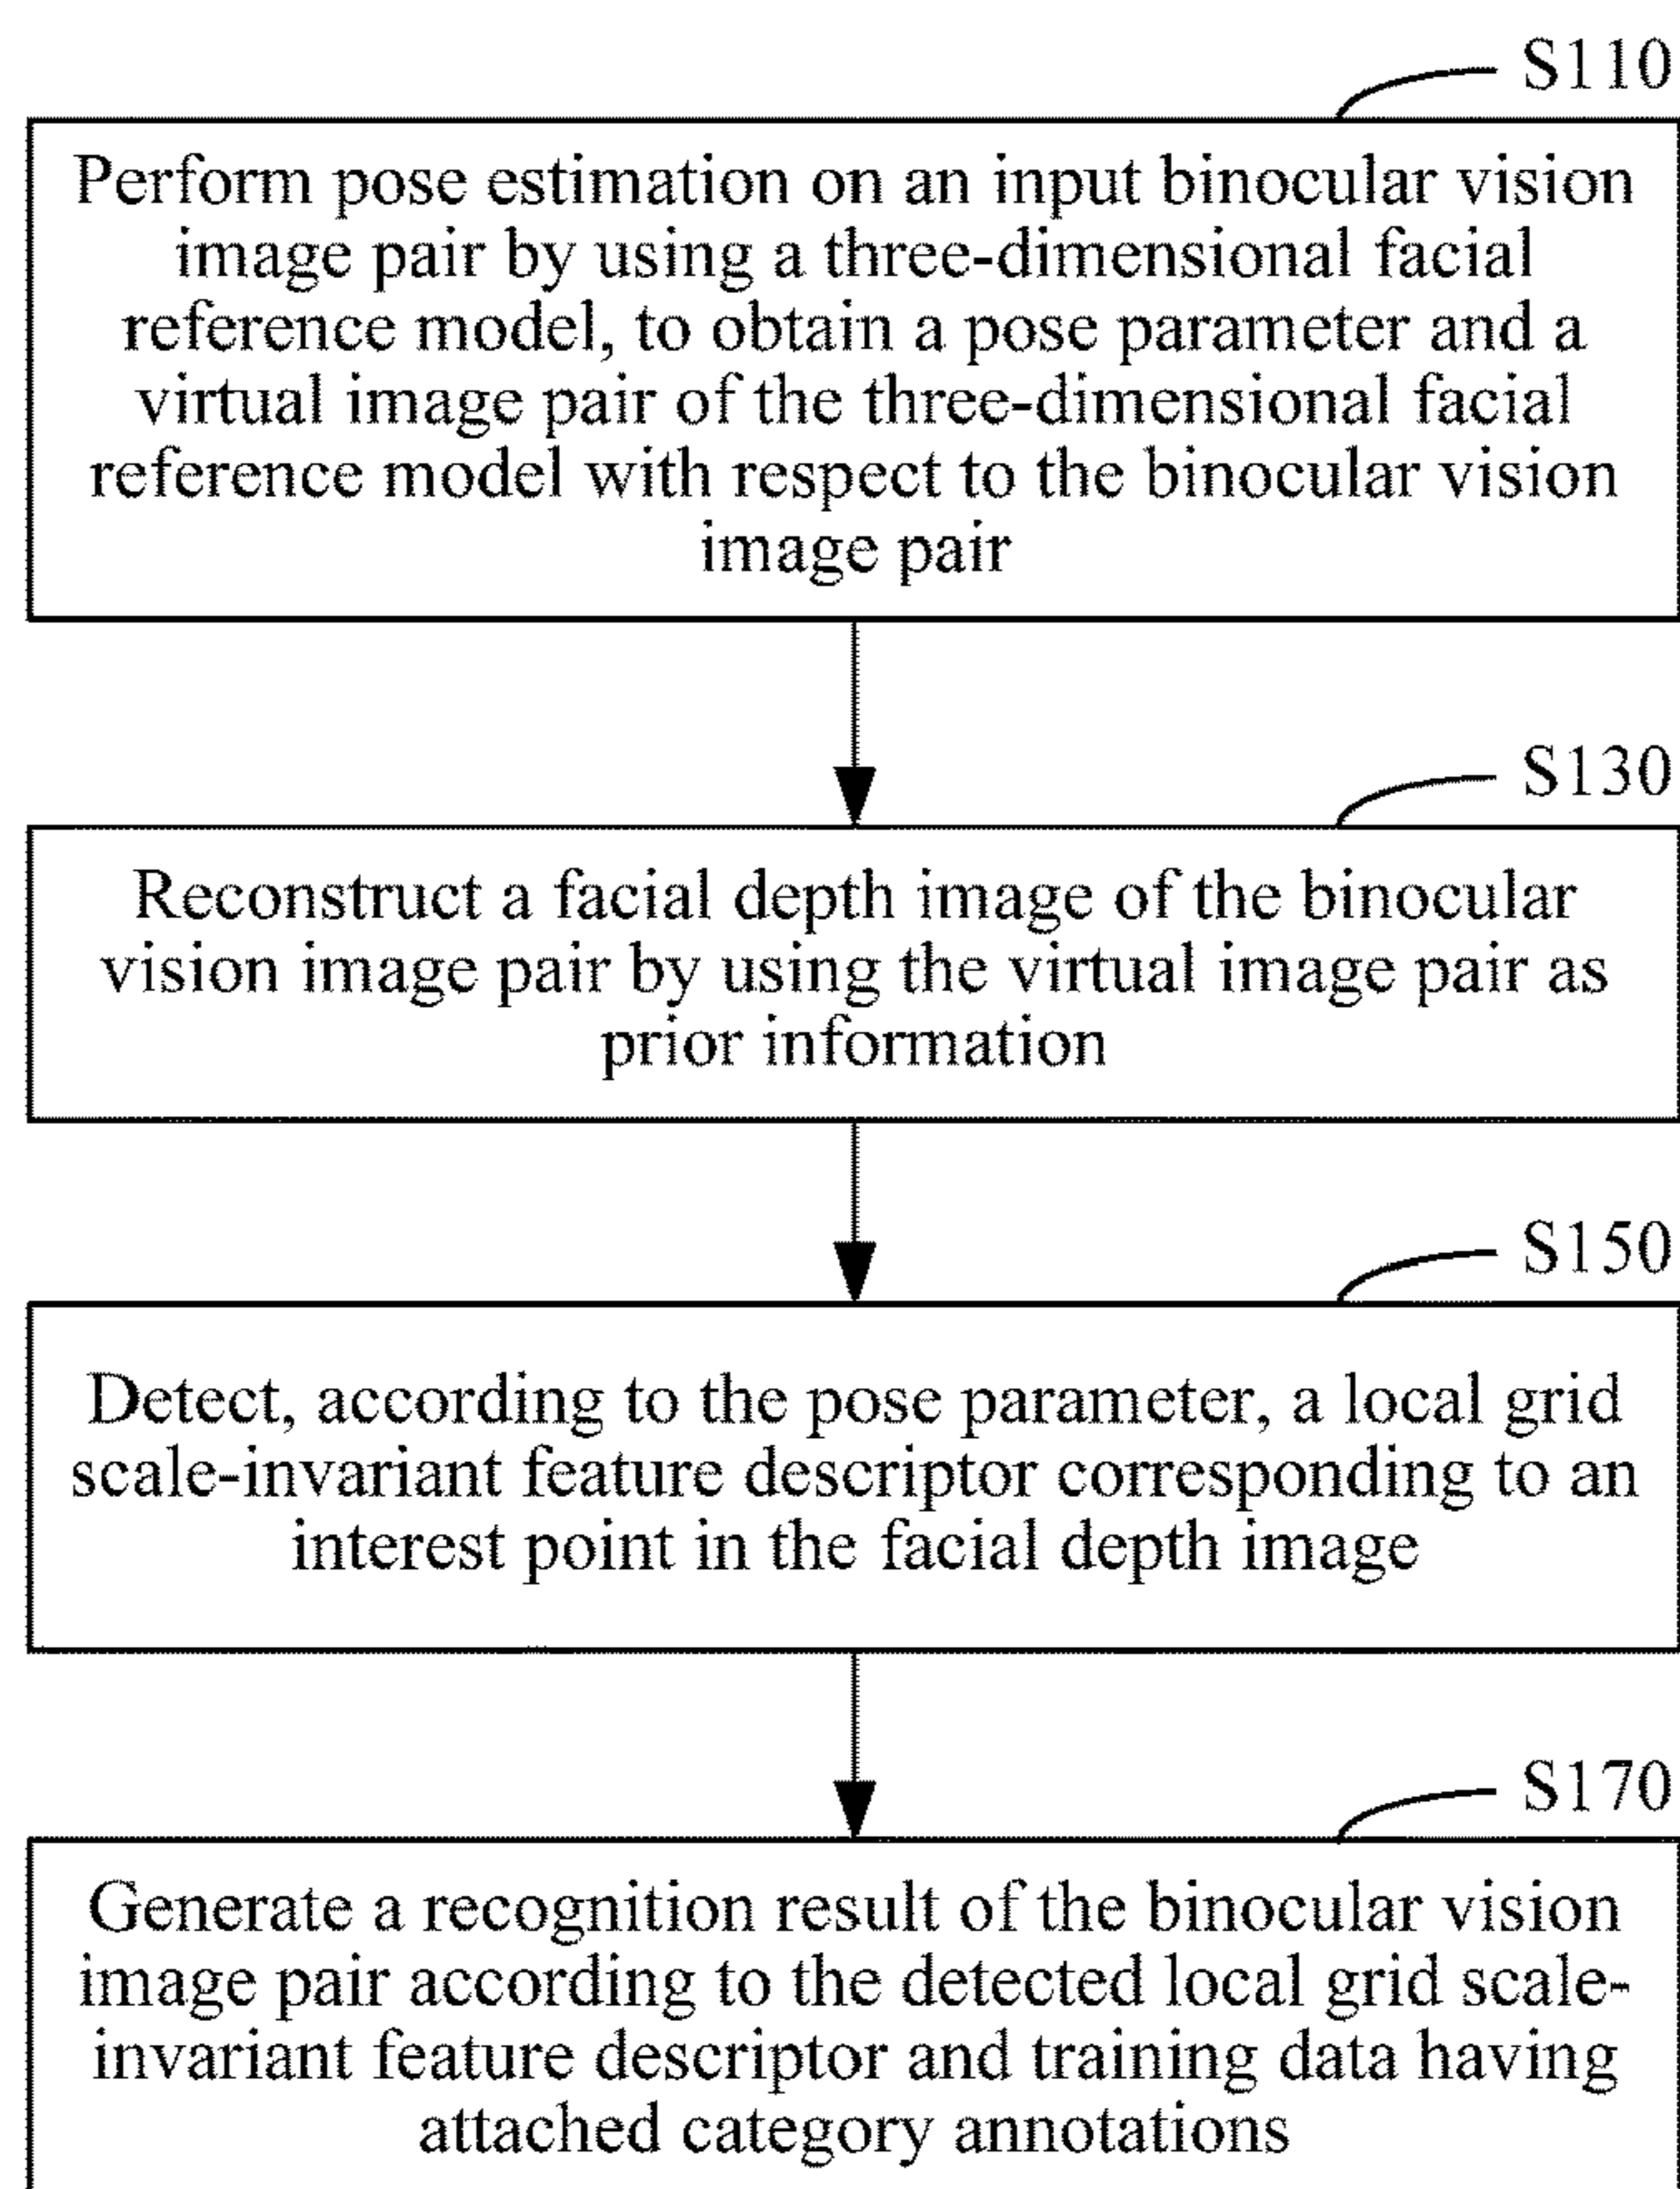 S110
Perform pose estimation on an input binocular vision
image pair by using a three-dimensional facial
reference model, to obtain a pose parameter and a
virtual image pair of the three-dimensional facial
reference model with respect to the binocular vision
image pair
S130
Reconstruct a facial depth image of the binocular
vision image pair by using the virtual image pair as
prior information
S150
Detect, according to the pose parameter, a local grid
scale-invariant feature descriptor corresponding to an
interest point in the facial depth image
S170
Generate a recognition result of the binocular vision
image pair according to the detected local grid scale-
invariant feature descriptor and training data having
attached category annotations